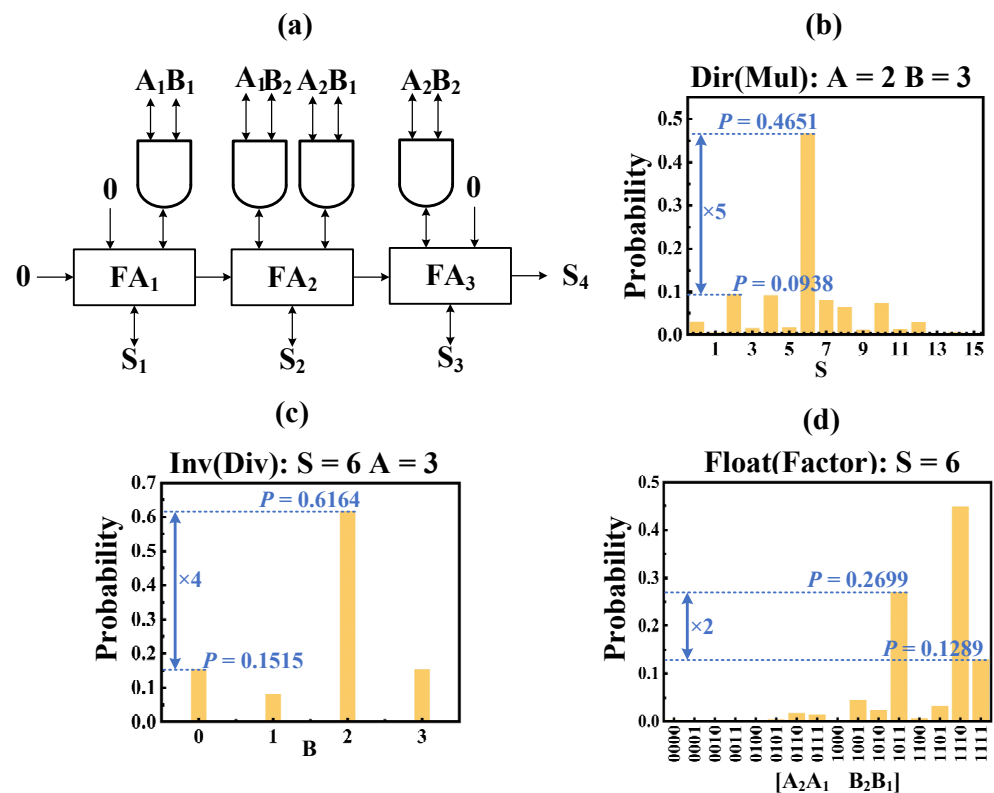 (a)
A₁B₁ A₁B₂ A₂B₁ A₂B₂
0 0
0 FA₁ FA₂ FA₃ S₄
S₁ S₂ S₃
(b)
Dir(Mul): A = 2 B = 3
Probability
0.5
0.4
0.3
0.2
0.1
0.0
P = 0.4651
×5
P = 0.0938
1 3 5 7 9 11 13 15
S
(c)
Inv(Div): S = 6 A = 3
Probability
0.7
0.6
0.5
0.4
0.3
0.2
0.1
0.0
P = 0.6164
×4
P = 0.1515
0 1 2 3
B
(d)
Float(Factor): S = 6
Probability
0.5
0.4
0.3
0.2
0.1
0.0
P = 0.2699
×2
P = 0.1289
0000 0001 0010 0011 0100 0101 0110 0111 1000 1001 1010 1011 1100 1101 1110 1111
[A₂A₁ B₂B₁]